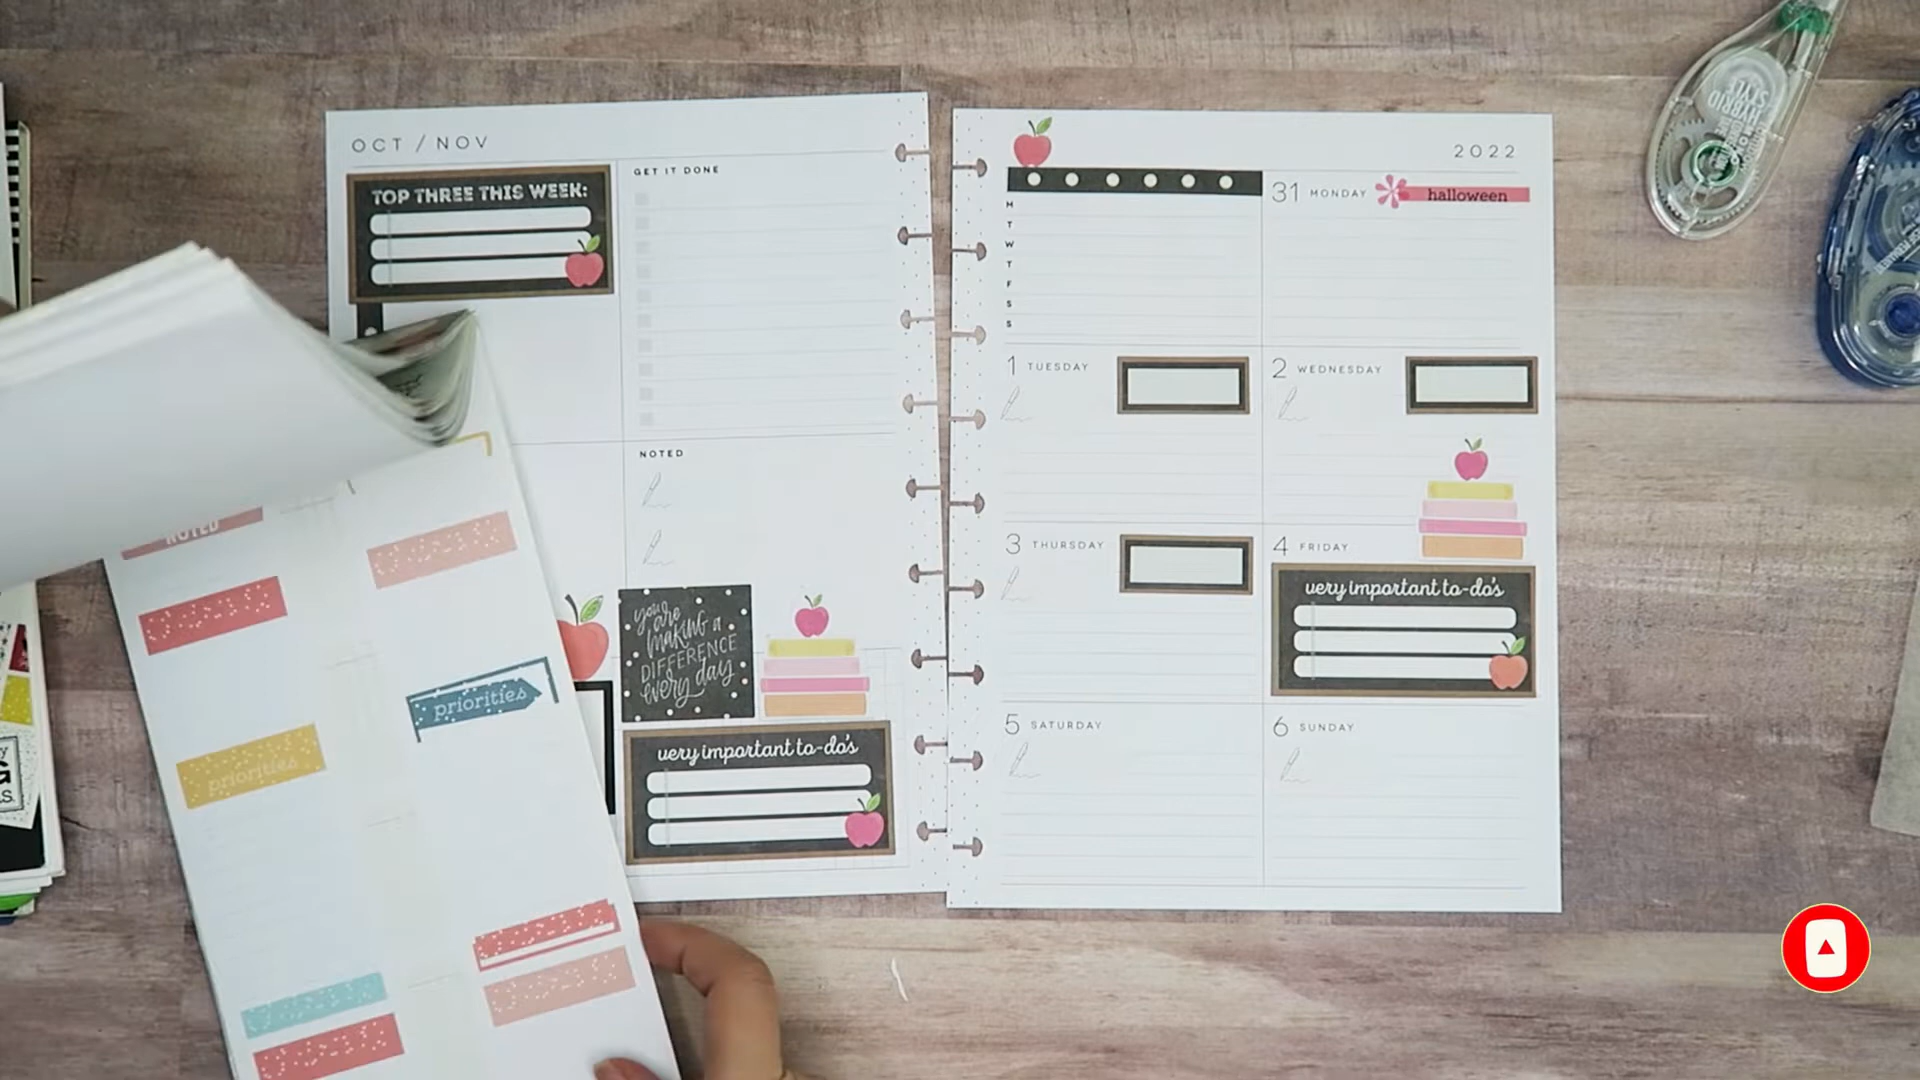 OCT / NOV
TOP THREE THIS WEEK:
GET IT DONE
NOTED
you are
making a
DIFFERENCE
every day
very important to-do's
2022
M
T
W
T
F
S
S
31 MONDAY
halloween
1 TUESDAY
2 WEDNESDAY
3 THURSDAY
4 FRIDAY
very important to-do's
5 SATURDAY
6 SUNDAY
NOTED
priorities
priorities
HYBRID
STYLE